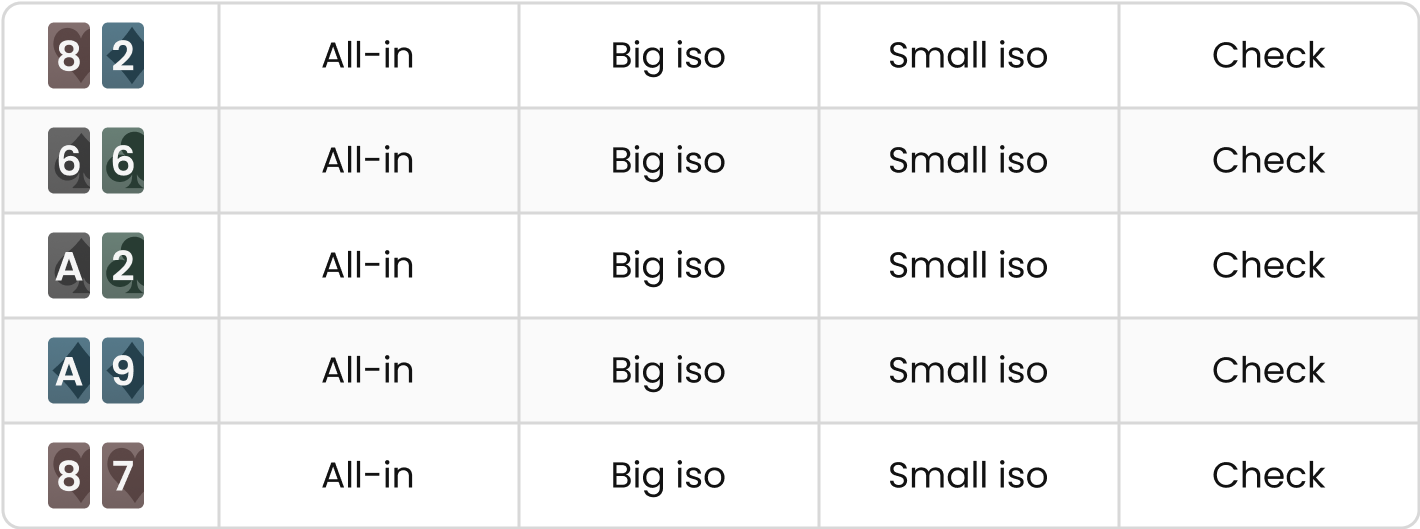 8 2 All-in Big iso Small iso Check
6 6 All-in Big iso Small iso Check
A 2 All-in Big iso Small iso Check
A 9 All-in Big iso Small iso Check
8 7 All-in Big iso Small iso Check